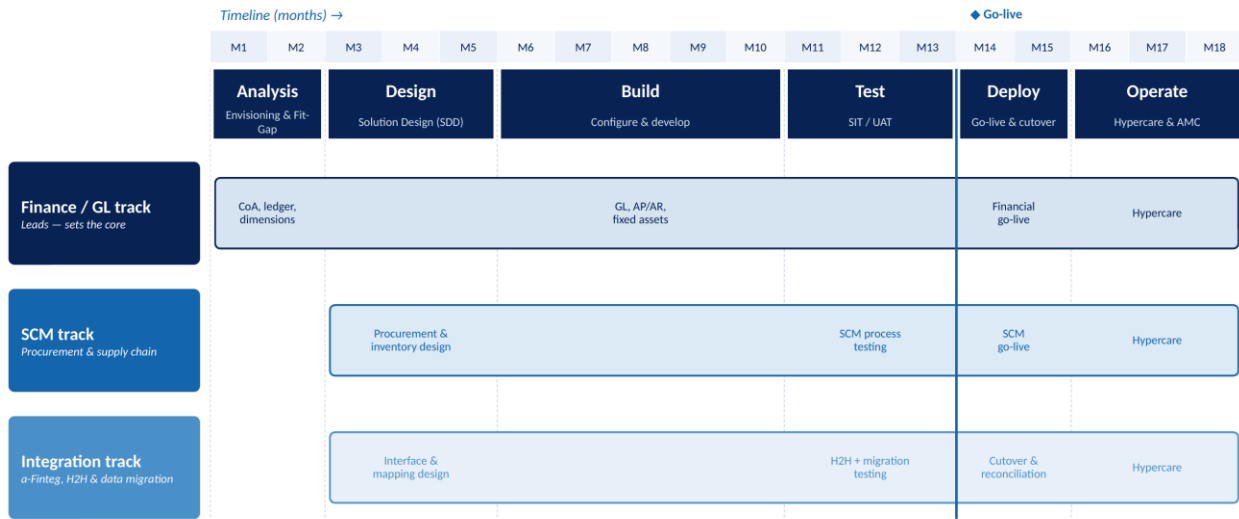 Timeline (months) →
◆ Go-live
M1 M2 M3 M4 M5 M6 M7 M8 M9 M10 M11 M12 M13 M14 M15 M16 M17 M18
Analysis
Envisioning & Fit-
Gap
Design
Solution Design (SDD)
Build
Configure & develop
Test
SIT / UAT
Deploy
Go-live & cutover
Operate
Hypercare & AMC
Finance / GL track
Leads — sets the core
CoA, ledger,
dimensions
GL, AP/AR,
fixed assets
Financial
go-live
Hypercare
SCM track
Procurement & supply chain
Procurement &
inventory design
SCM process
testing
SCM
go-live
Hypercare
Integration track
a-Finteg, H2H & data migration
Interface &
mapping design
H2H + migration
testing
Cutover &
reconciliation
Hypercare